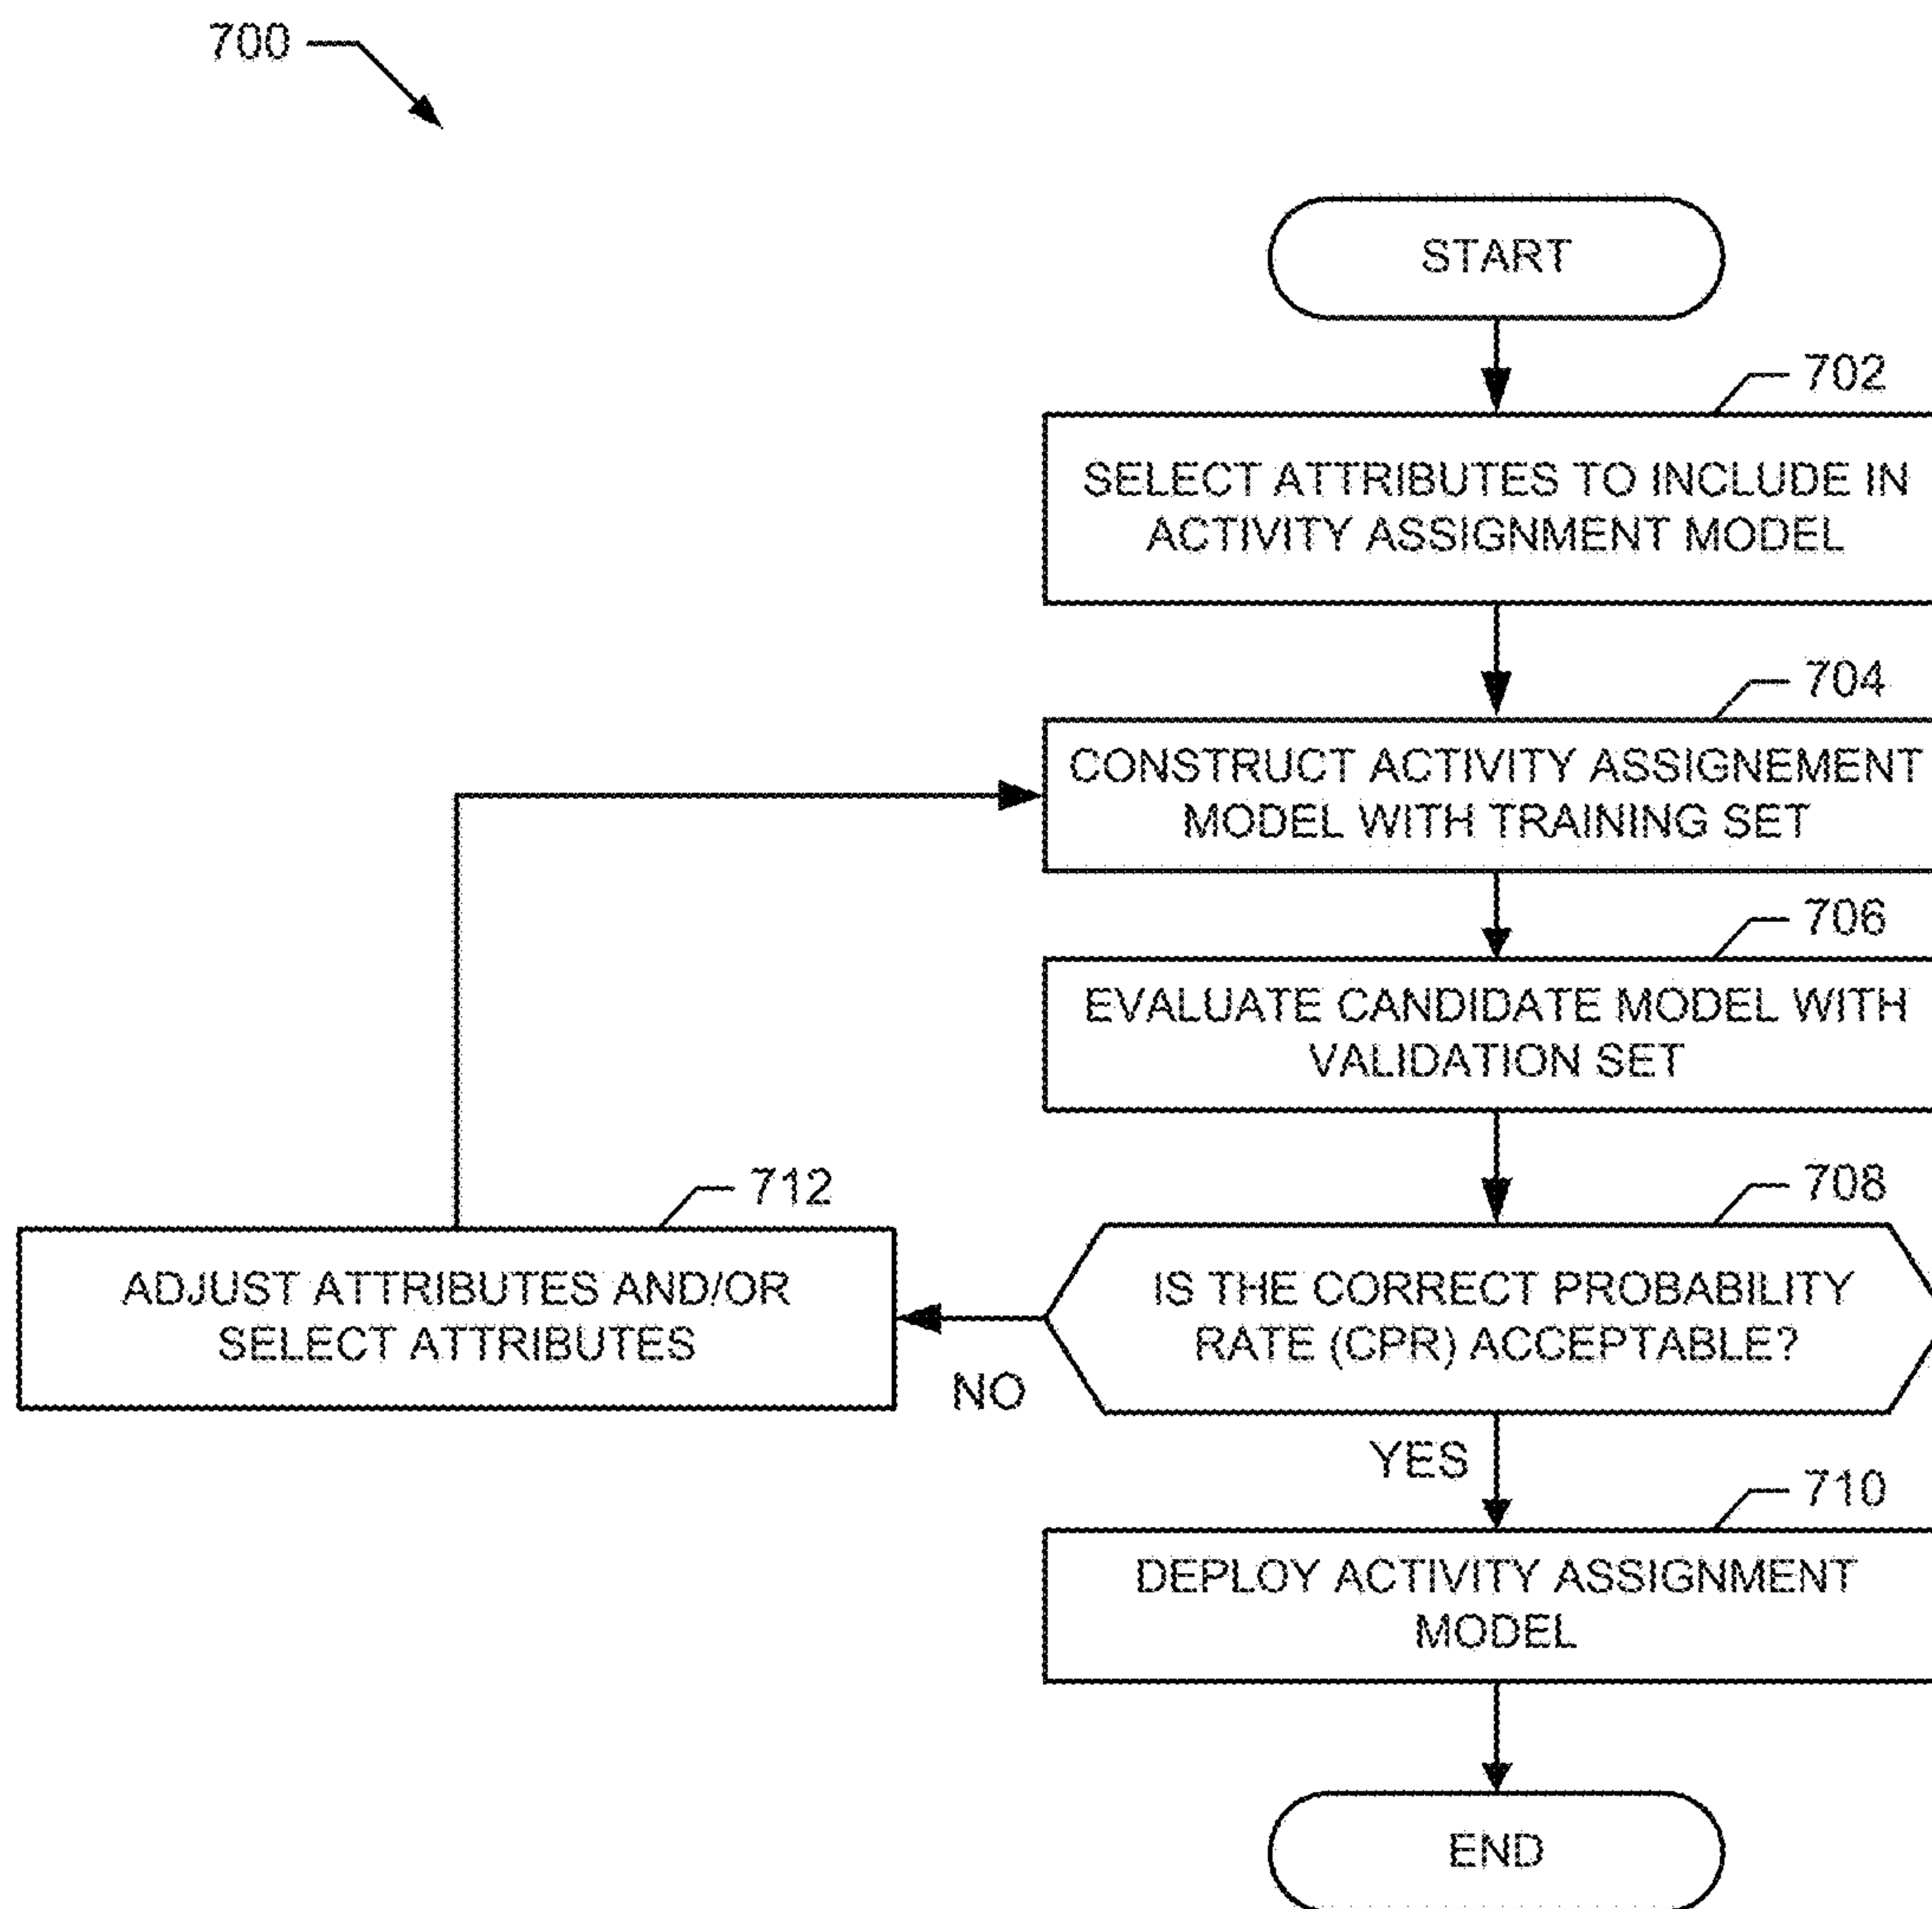 700
START
702
SELECT ATTRIBUTES TO INCLUDE IN
ACTIVITY ASSIGNMENT MODEL
704
CONSTRUCT ACTIVITY ASSIGNEMENT
MODEL WITH TRAINING SET
706
EVALUATE CANDIDATE MODEL WITH
VALIDATION SET
708
IS THE CORRECT PROBABILITY
RATE (CPR) ACCEPTABLE?
712
ADJUST ATTRIBUTES AND/OR
SELECT ATTRIBUTES
NO
YES
710
DEPLOY ACTIVITY ASSIGNMENT
MODEL
END